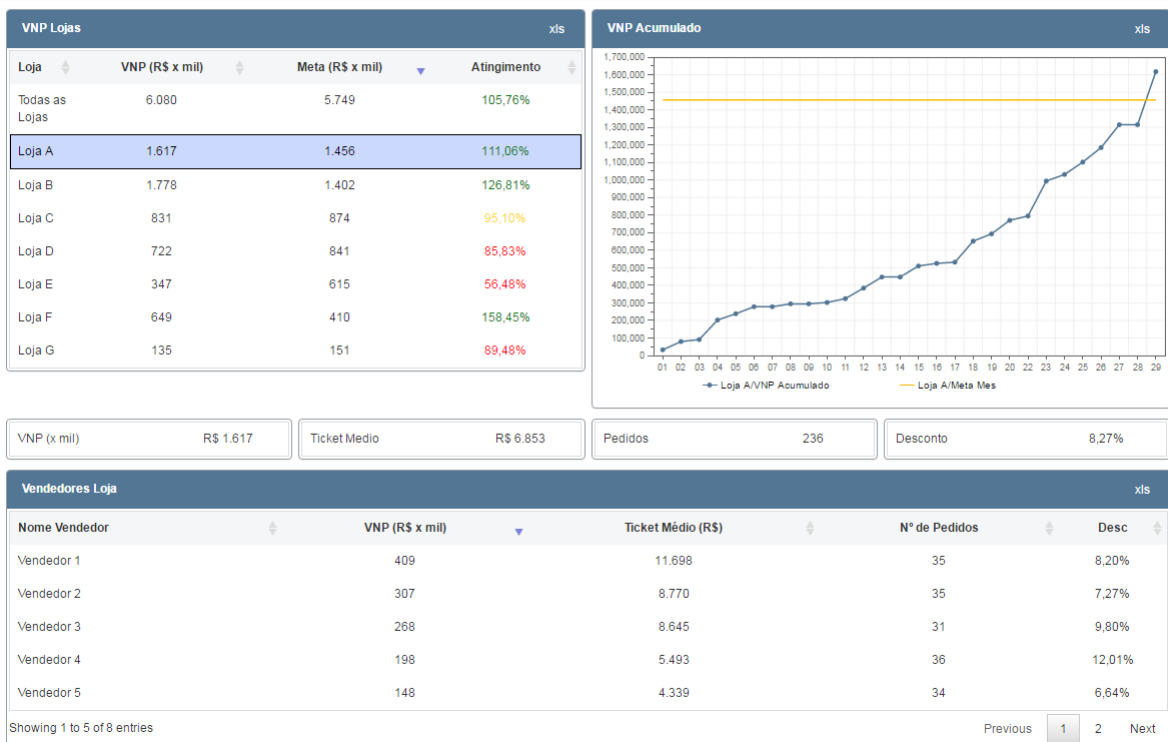 VNP Lojas xls
Loja VNP (R$ x mil) Meta (R$ x mil) Atingimento
Todas as Lojas 6.080 5.749 105,76%
Loja A 1.617 1.456 111,06%
Loja B 1.778 1.402 126,81%
Loja C 831 874 95,10%
Loja D 722 841 85,83%
Loja E 347 615 56,48%
Loja F 649 410 158,45%
Loja G 135 151 89,48%
VNP Acumulado xls
1,700,000
1,600,000
1,500,000
1,400,000
1,300,000
1,200,000
1,100,000
1,000,000
900,000
800,000
700,000
600,000
500,000
400,000
300,000
200,000
100,000
0
01 02 03 04 05 06 07 08 09 10 11 12 13 14 15 16 17 18 19 20 22 23 24 25 26 27 28 29
Loja A/VNP Acumulado Loja A/Meta Mes
VNP (x mil) R$ 1.617
Ticket Medio R$ 6.853
Pedidos 236
Desconto 8,27%
Vendedores Loja xls
Nome Vendedor VNP (R$ x mil) Ticket Médio (R$) Nº de Pedidos Desc
Vendedor 1 409 11.698 35 8,20%
Vendedor 2 307 8.770 35 7,27%
Vendedor 3 268 8.645 31 9,80%
Vendedor 4 198 5.493 36 12,01%
Vendedor 5 148 4.339 34 6,64%
Showing 1 to 5 of 8 entries Previous 1 2 Next